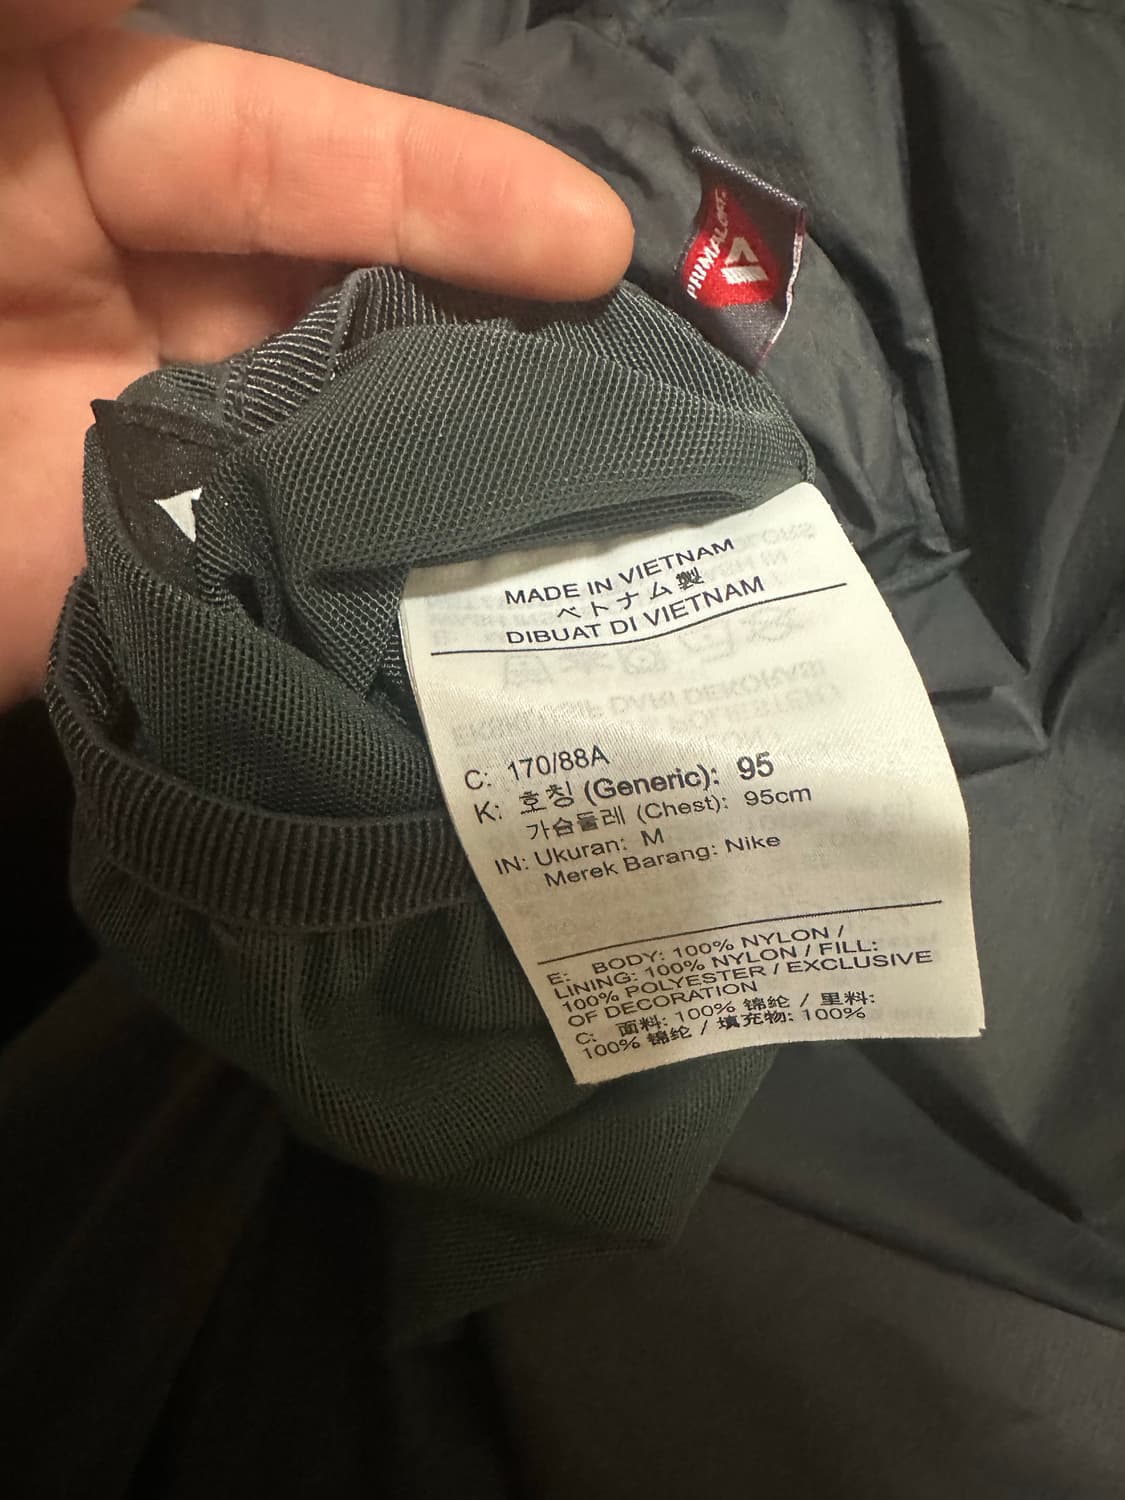 PRIMALOFT
MADE IN VIETNAM
ベトナム製
DIBUAT DI VIETNAM
C: 170/88A
K: 호칭 (Generic): 95
가슴둘레 (Chest): 95cm
IN: Ukuran: M
Merek Barang: Nike
E: BODY: 100% NYLON /
LINING: 100% NYLON / FILL:
100% POLYESTER / EXCLUSIVE
OF DECORATION
C: 面料: 100% 锦纶 / 里料:
100% 锦纶 / 填充物: 100%